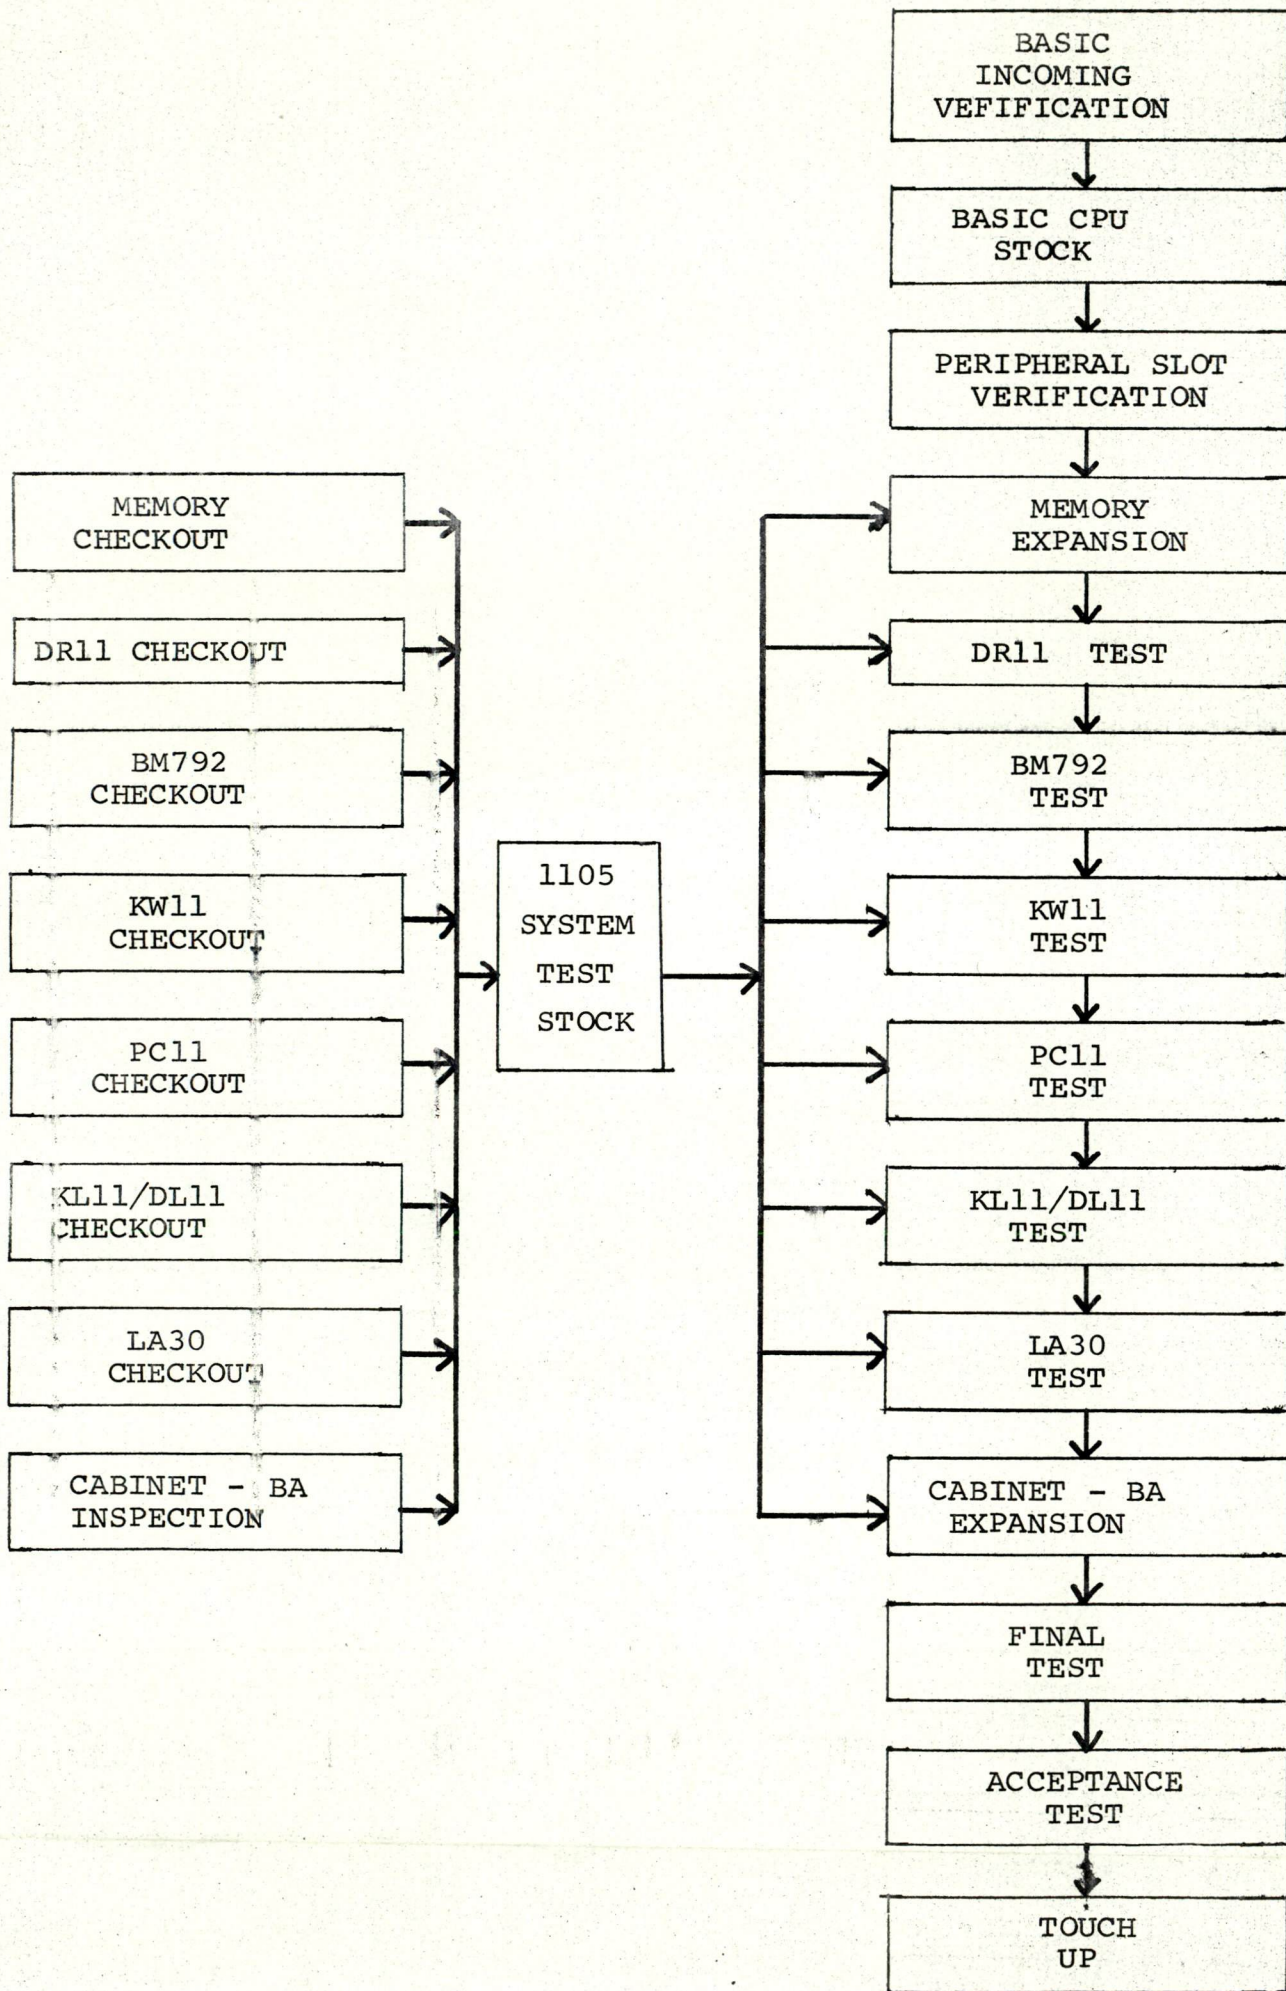 BASIC
INCOMING
VEFIFICATION
BASIC CPU
STOCK
PERIPHERAL SLOT
VERIFICATION
MEMORY
CHECKOUT
DR11 CHECKOUT
BM792
CHECKOUT
KW11
CHECKOUT
PC11
CHECKOUT
KL11/DL11
CHECKOUT
LA30
CHECKOUT
CABINET - BA
INSPECTION
1105
SYSTEM
TEST
STOCK
MEMORY
EXPANSION
DR11 TEST
BM792
TEST
KW11
TEST
PC11
TEST
KL11/DL11
TEST
LA30
TEST
CABINET - BA
EXPANSION
FINAL
TEST
ACCEPTANCE
TEST
TOUCH
UP